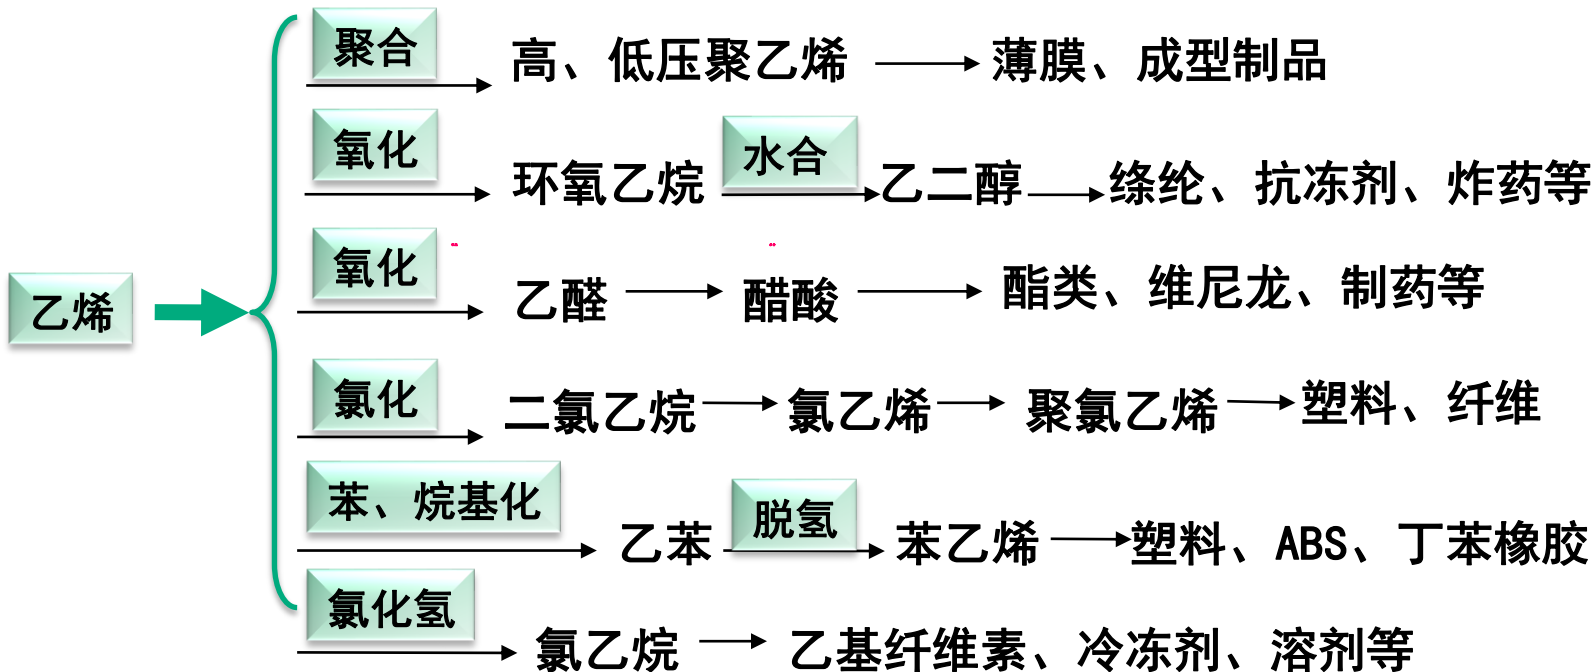 聚合
高、低压聚乙烯 薄膜、成型制品
氧化
环氧乙烷 水合 乙二醇 绦纶、抗冻剂、炸药等
氧化
乙烯
乙醛 醋酸 酯类、维尼龙、制药等
氯化
二氯乙烷 氯乙烯 聚氯乙烯 塑料、纤维
苯、烷基化
乙苯 脱氢 苯乙烯 塑料、ABS、丁苯橡胶
氯化氢
氯乙烷 乙基纤维素、冷冻剂、溶剂等